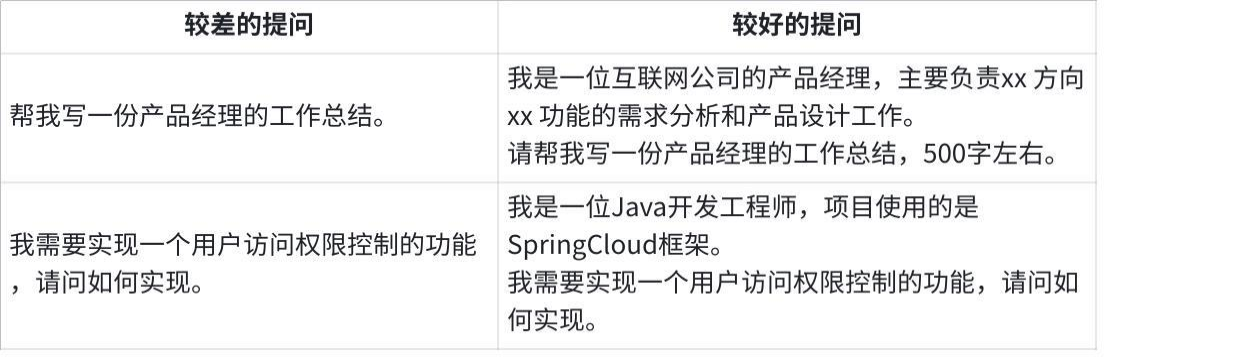 较差的提问
较好的提问
帮我写一份产品经理的工作总结。
我是一位互联网公司的产品经理，主要负责xx 方向
xx 功能的需求分析和产品设计工作。
请帮我写一份产品经理的工作总结，500字左右。
我需要实现一个用户访问权限控制的功能
，请问如何实现。
我是一位Java开发工程师，项目使用的是
SpringCloud框架。
我需要实现一个用户访问权限控制的功能，请问如
何实现。